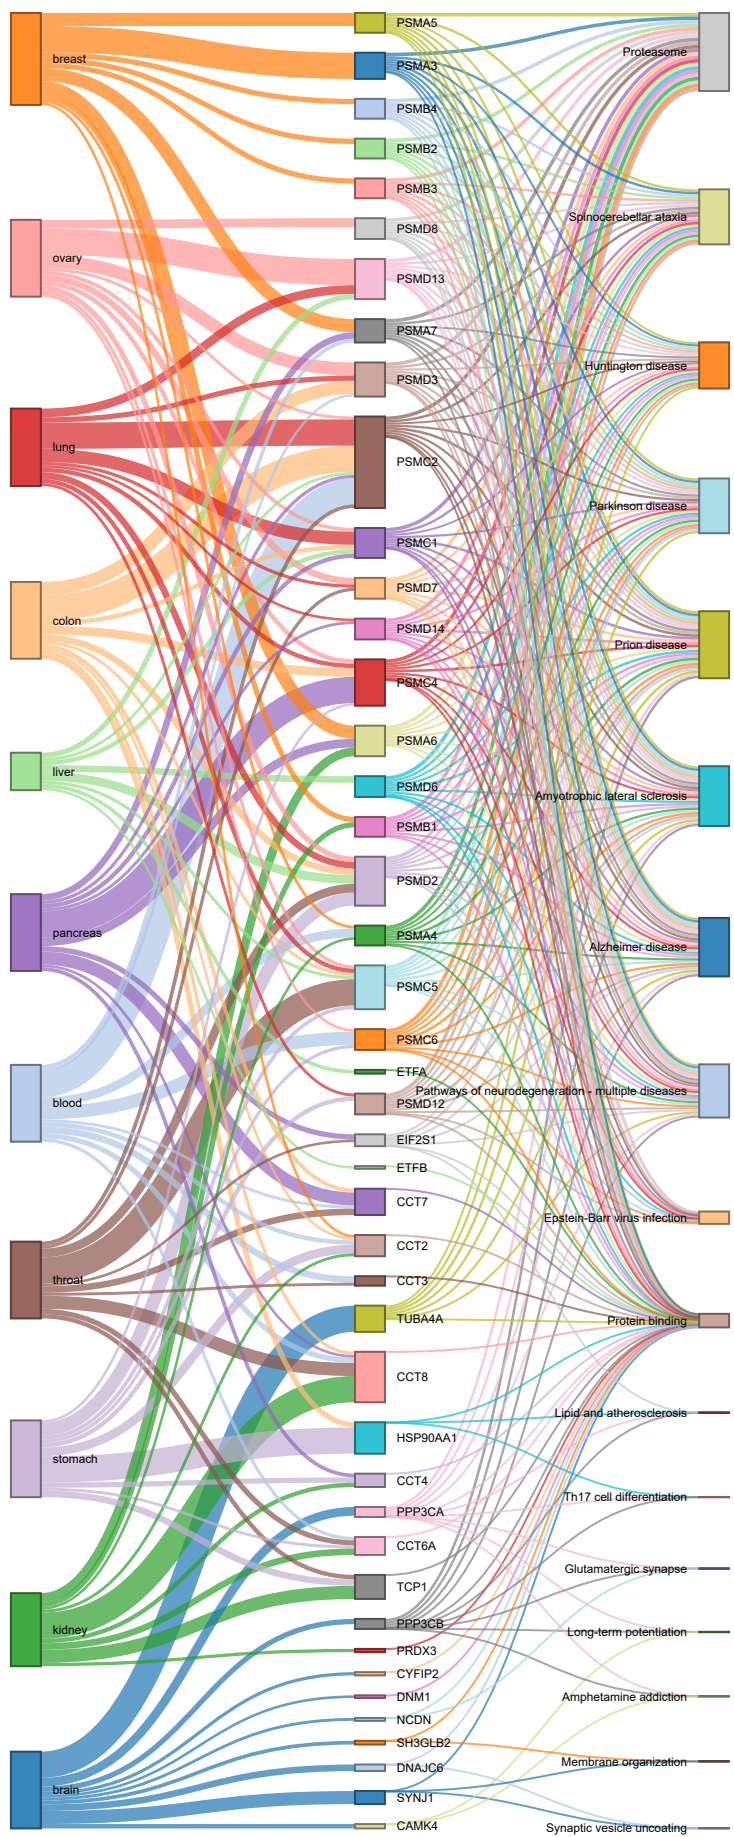 breast
ovary
lung
colon
liver
pancreas
blood
throat
stomach
kidney
brain
PSMA5
PSMA3
PSMB4
PSMB2
PSMB3
PSMD8
PSMD13
PSMA7
PSMD3
PSMC2
PSMC1
PSMD7
PSMD14
PSMC4
PSMA6
PSMD6
PSMB1
PSMD2
PSMA4
PSMC5
PSMC6
ETFA
PSMD12
EIF2S1
ETFB
CCT7
CCT2
CCT3
TUBA4A
CCT8
HSP90AA1
CCT4
PPP3CA
CCT6A
TCP1
PPP3CB
PRDX3
CYFIP2
DNM1
NCDN
SH3GLB2
DNAJC6
SYNJ1
CAMK4
Proteasome
Spinocerebellar ataxia
Huntington disease
Parkinson disease
Prion disease
Amyotrophic lateral sclerosis
Alzheimer disease
Pathways of neurodegeneration - multiple diseases
Epstein-Barr virus infection
Protein binding
Lipid and atherosclerosis
Th17 cell differentiation
Glutamatergic synapse
Long-term potentiation
Amphetamine addiction
Membrane organization
Synaptic vesicle uncoating